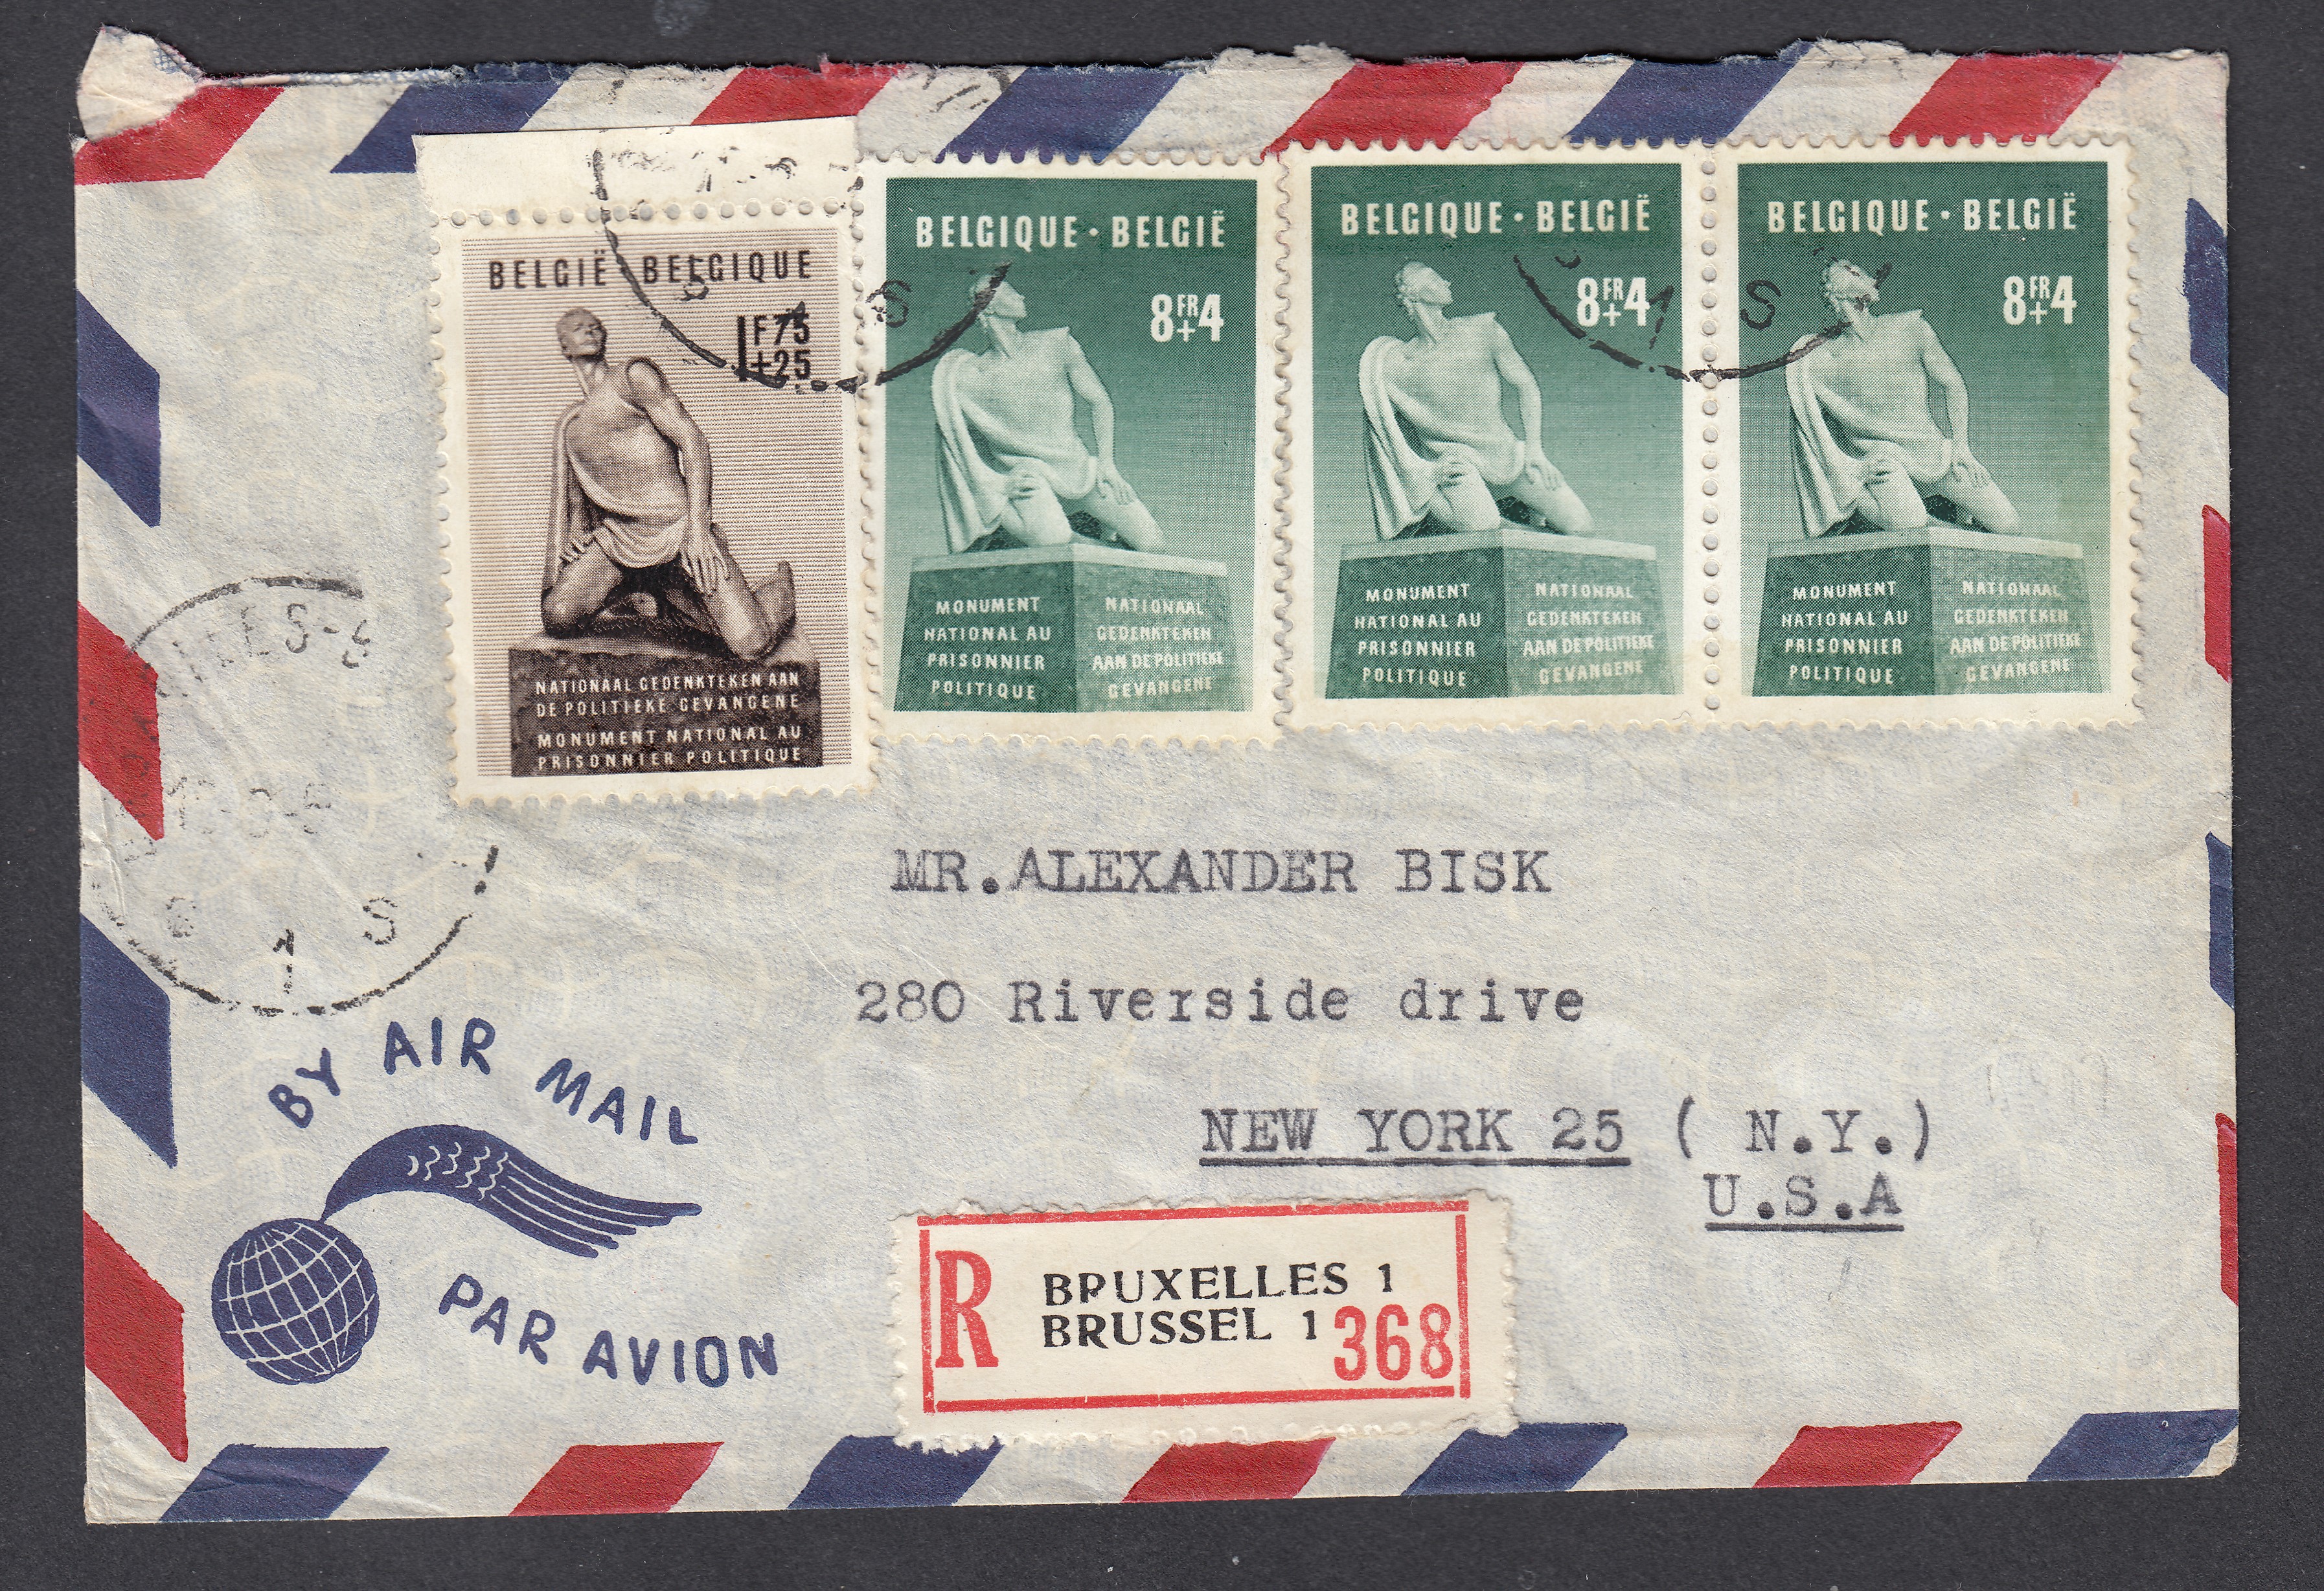 BELGIË BELGIQUE
1F75
+25
NATIONAAL GEDENKTEKEN AAN
DE POLITIEKE GEVANGENE
MONUMENT NATIONAL AU
PRISONNIER POLITIQUE
BELGIQUE · BELGIË
8FR+4
MONUMENT
NATIONAL AU
PRISONNIER
POLITIQUE
NATIONAAL
GEDENKTEKEN
AAN DE POLITIEKE
GEVANGENE
BELGIQUE · BELGIË
8FR+4
MONUMENT
NATIONAL AU
PRISONNIER
POLITIQUE
NATIONAAL
GEDENKTEKEN
AAN DE POLITIEKE
GEVANGENE
BELGIQUE · BELGIË
8FR+4
MONUMENT
NATIONAL AU
PRISONNIER
POLITIQUE
NATIONAAL
GEDENKTEKEN
AAN DE POLITIEKE
GEVANGENE
1 S
1 S
MR.ALEXANDER BISK
280 Riverside drive
NEW YORK 25 ( N.Y.)
U.S.A
BY AIR MAIL
PAR AVION
R
BRUXELLES 1
BRUSSEL 1
368